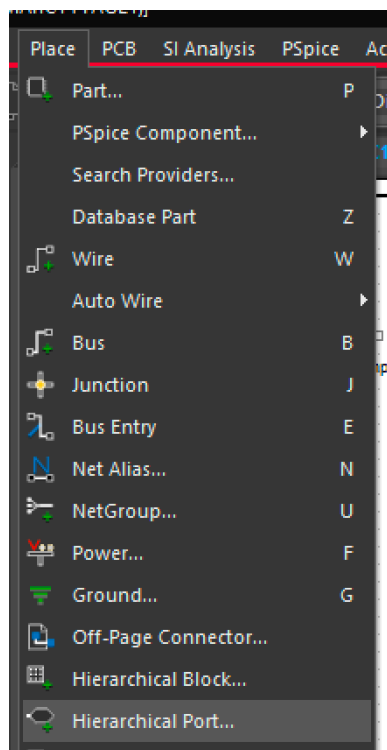 Place PCB SI Analysis PSpice Ac
Part... P
PSpice Component...
Search Providers...
Database Part Z
Wire W
Auto Wire
Bus B
Junction J
Bus Entry E
Net Alias... N
NetGroup... U
Power... F
Ground... G
Off-Page Connector...
Hierarchical Block...
Hierarchical Port...